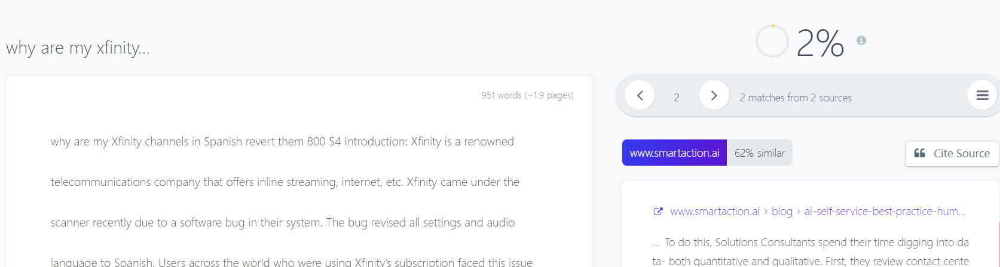 why are my xfinity...
2%
951 words (~1.9 pages)
2
2 matches from 2 sources
why are my Xfinity channels in Spanish revert them 800 S4 Introduction: Xfinity is a renowned
telecommunications company that offers inline streaming, internet, etc. Xfinity came under the
scanner recently due to a software bug in their system. The bug revised all settings and audio
language to Spanish. Users across the world who were using Xfinity's subscription faced this issue
www.smartaction.ai
62% similar
Cite Source
www.smartaction.ai › blog › ai-self-service-best-practice-hum...
... To do this, Solutions Consultants spend their time digging into da
ta- both quantitative and qualitative. First, they review contact cente